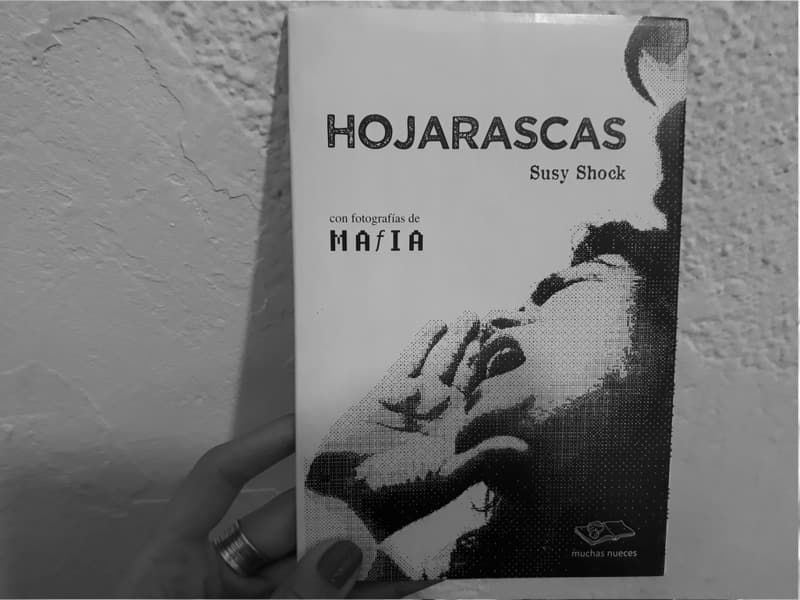 HOJARASCAS
Susy Shock
con fotografías de
MAfIA
muchas nueces